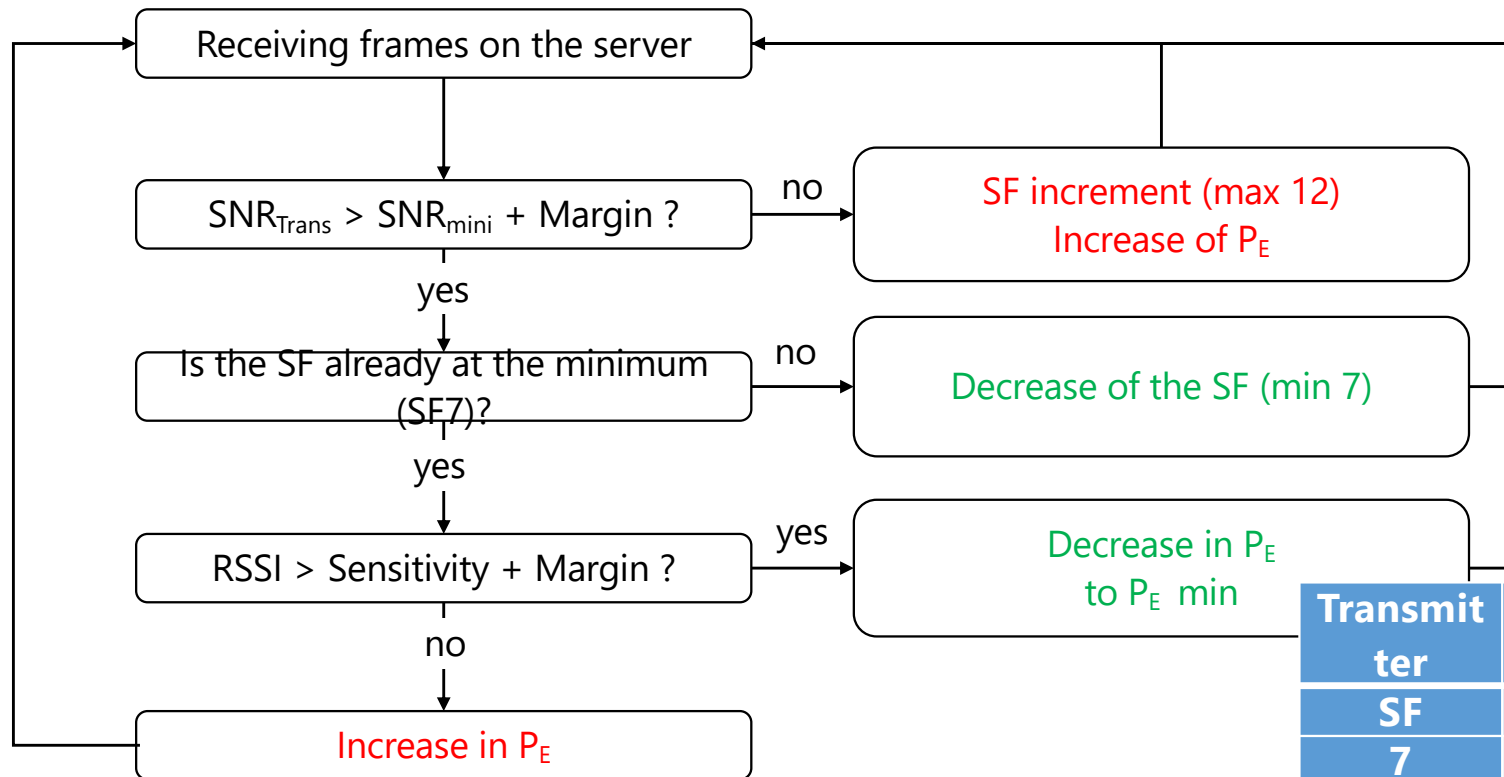 Receiving frames on the server
SNRTrans > SNRmini + Margin ?
no
SF increment (max 12)
Increase of PE
yes
Is the SF already at the minimum
(SF7)?
no
Decrease of the SF (min 7)
yes
RSSI > Sensitivity + Margin ?
yes
Decrease in PE
to PE min
no
Increase in PE
Transmit
ter
SF
7